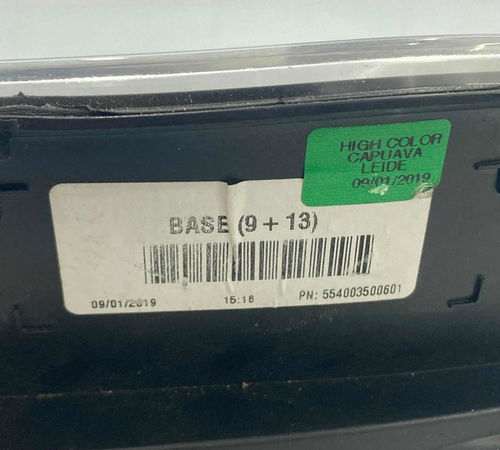 HIGH COLOR
CAPUAVA
LEIDE
09/01/2019
BASE (9 + 13)
09/01/2019 15:16 PN: 554003500601